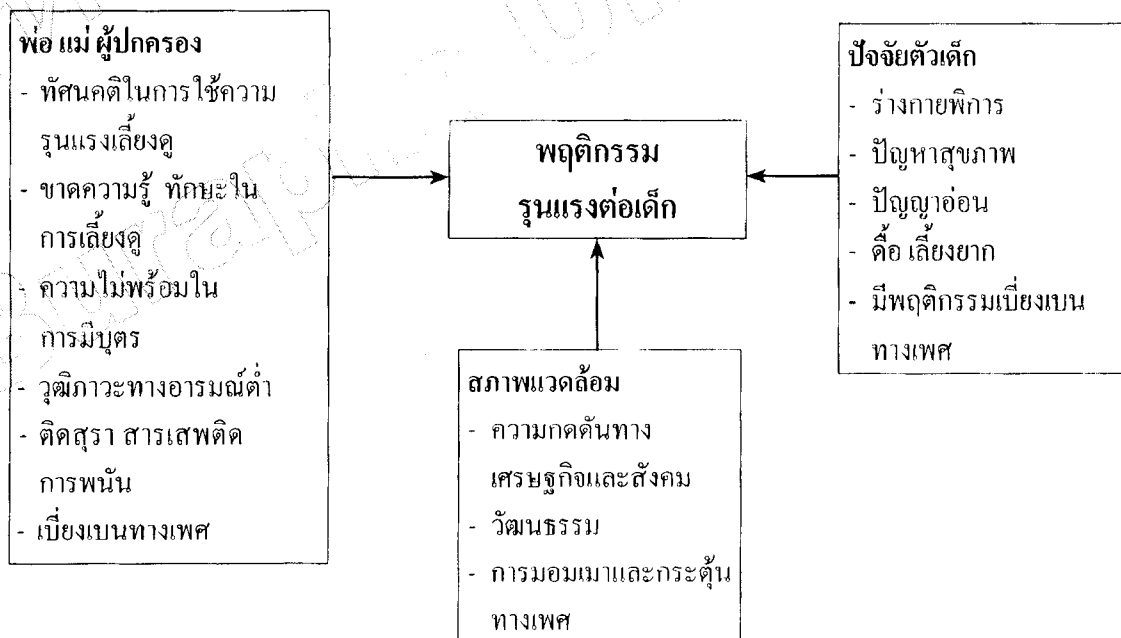 พ่อ แม่ ผู้ปกครอง
- ทัศนคติในการใช้ความ
รุนแรงเลี้ยงดู
- ขาดความรู้ ทักษะใน
การเลี้ยงดู
- ความไม่พร้อมใน
การมีบุตร
- วุฒิภาวะทางอารมณ์ต่ำ
- ติดสุรา สารเสพติด
การพนัน
- เบี่ยงเบนทางเพศ
พฤติกรรม
รุนแรงต่อเด็ก
ปัจจัยตัวเด็ก
- ร่างกายพิการ
- ปัญหาสุขภาพ
- ปัญญาอ่อน
- ดื้อ เลี้ยงยาก
- มีพฤติกรรมเบี่ยงเบน
ทางเพศ
สภาพแวดล้อม
- ความกดดันทาง
เศรษฐกิจและสังคม
- วัฒนธรรม
- การมอมเมาและกระตุ้น
ทางเพศ